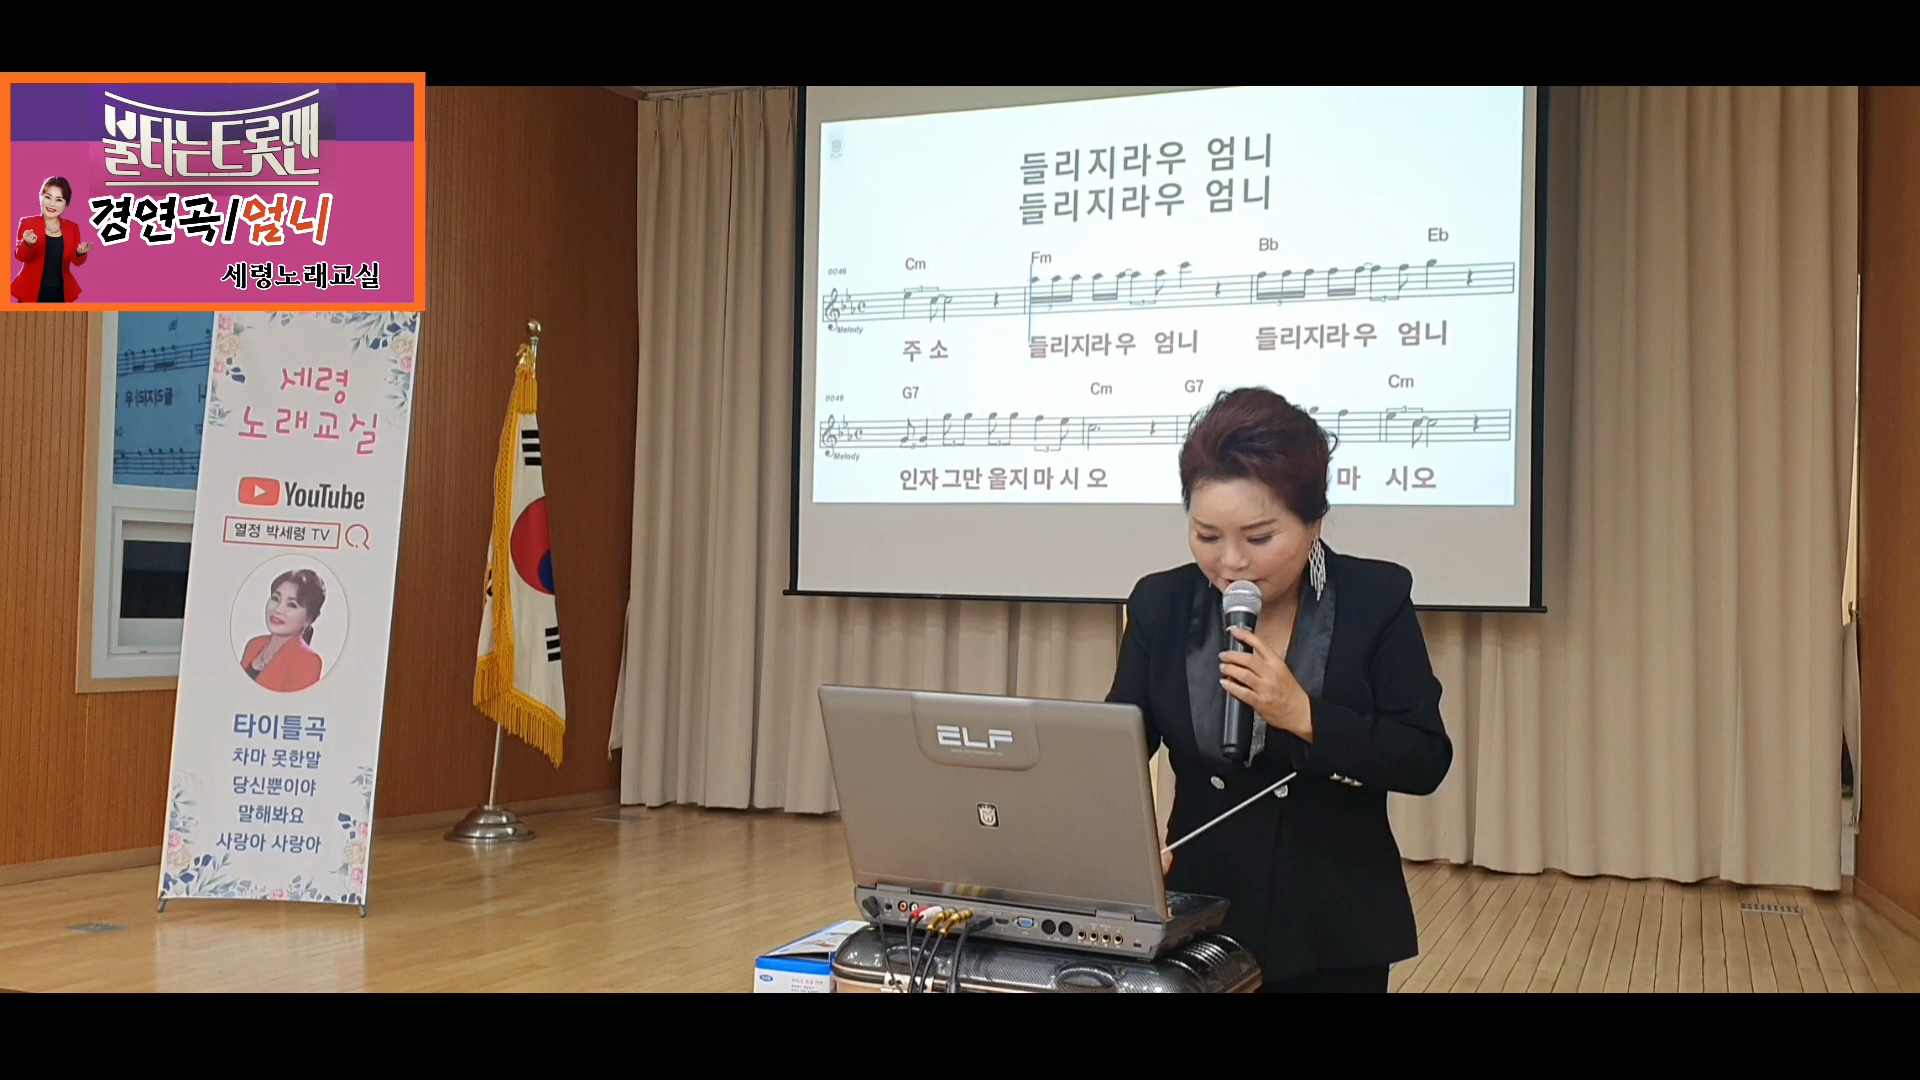 불타는트롯맨
경연곡/엄니
세령노래교실
세령
노래교실
YouTube
열정 박세령 TV
타이틀곡
차마 못한말
당신뿐이야
말해봐요
사랑아 사랑아
들리지라우 엄니
들리지라우 엄니
0046 Cm Fm Bb Eb
Melody
주 소 들리지라우 엄니 들리지라우 엄니
0049 G7 Cm G7 Cm
Melody
인자 그만 울지 마 시 오 마 시오
ELF